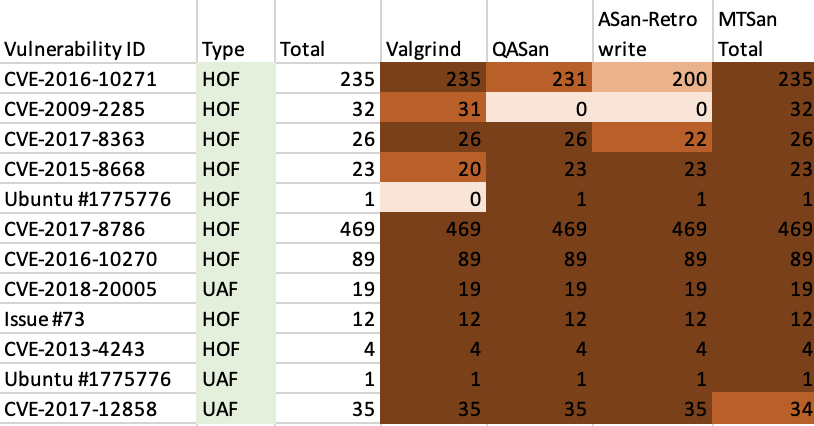 Vulnerability ID Type Total Valgrind QASan ASan-Retro write MTSan Total
CVE-2016-10271 HOF 235 235 231 200 235
CVE-2009-2285 HOF 32 31 0 0 32
CVE-2017-8363 HOF 26 26 26 22 26
CVE-2015-8668 HOF 23 20 23 23 23
Ubuntu #1775776 HOF 1 0 1 1 1
CVE-2017-8786 HOF 469 469 469 469 469
CVE-2016-10270 HOF 89 89 89 89 89
CVE-2018-20005 UAF 19 19 19 19 19
Issue #73 HOF 12 12 12 12 12
CVE-2013-4243 HOF 4 4 4 4 4
Ubuntu #1775776 UAF 1 1 1 1 1
CVE-2017-12858 UAF 35 35 35 35 34